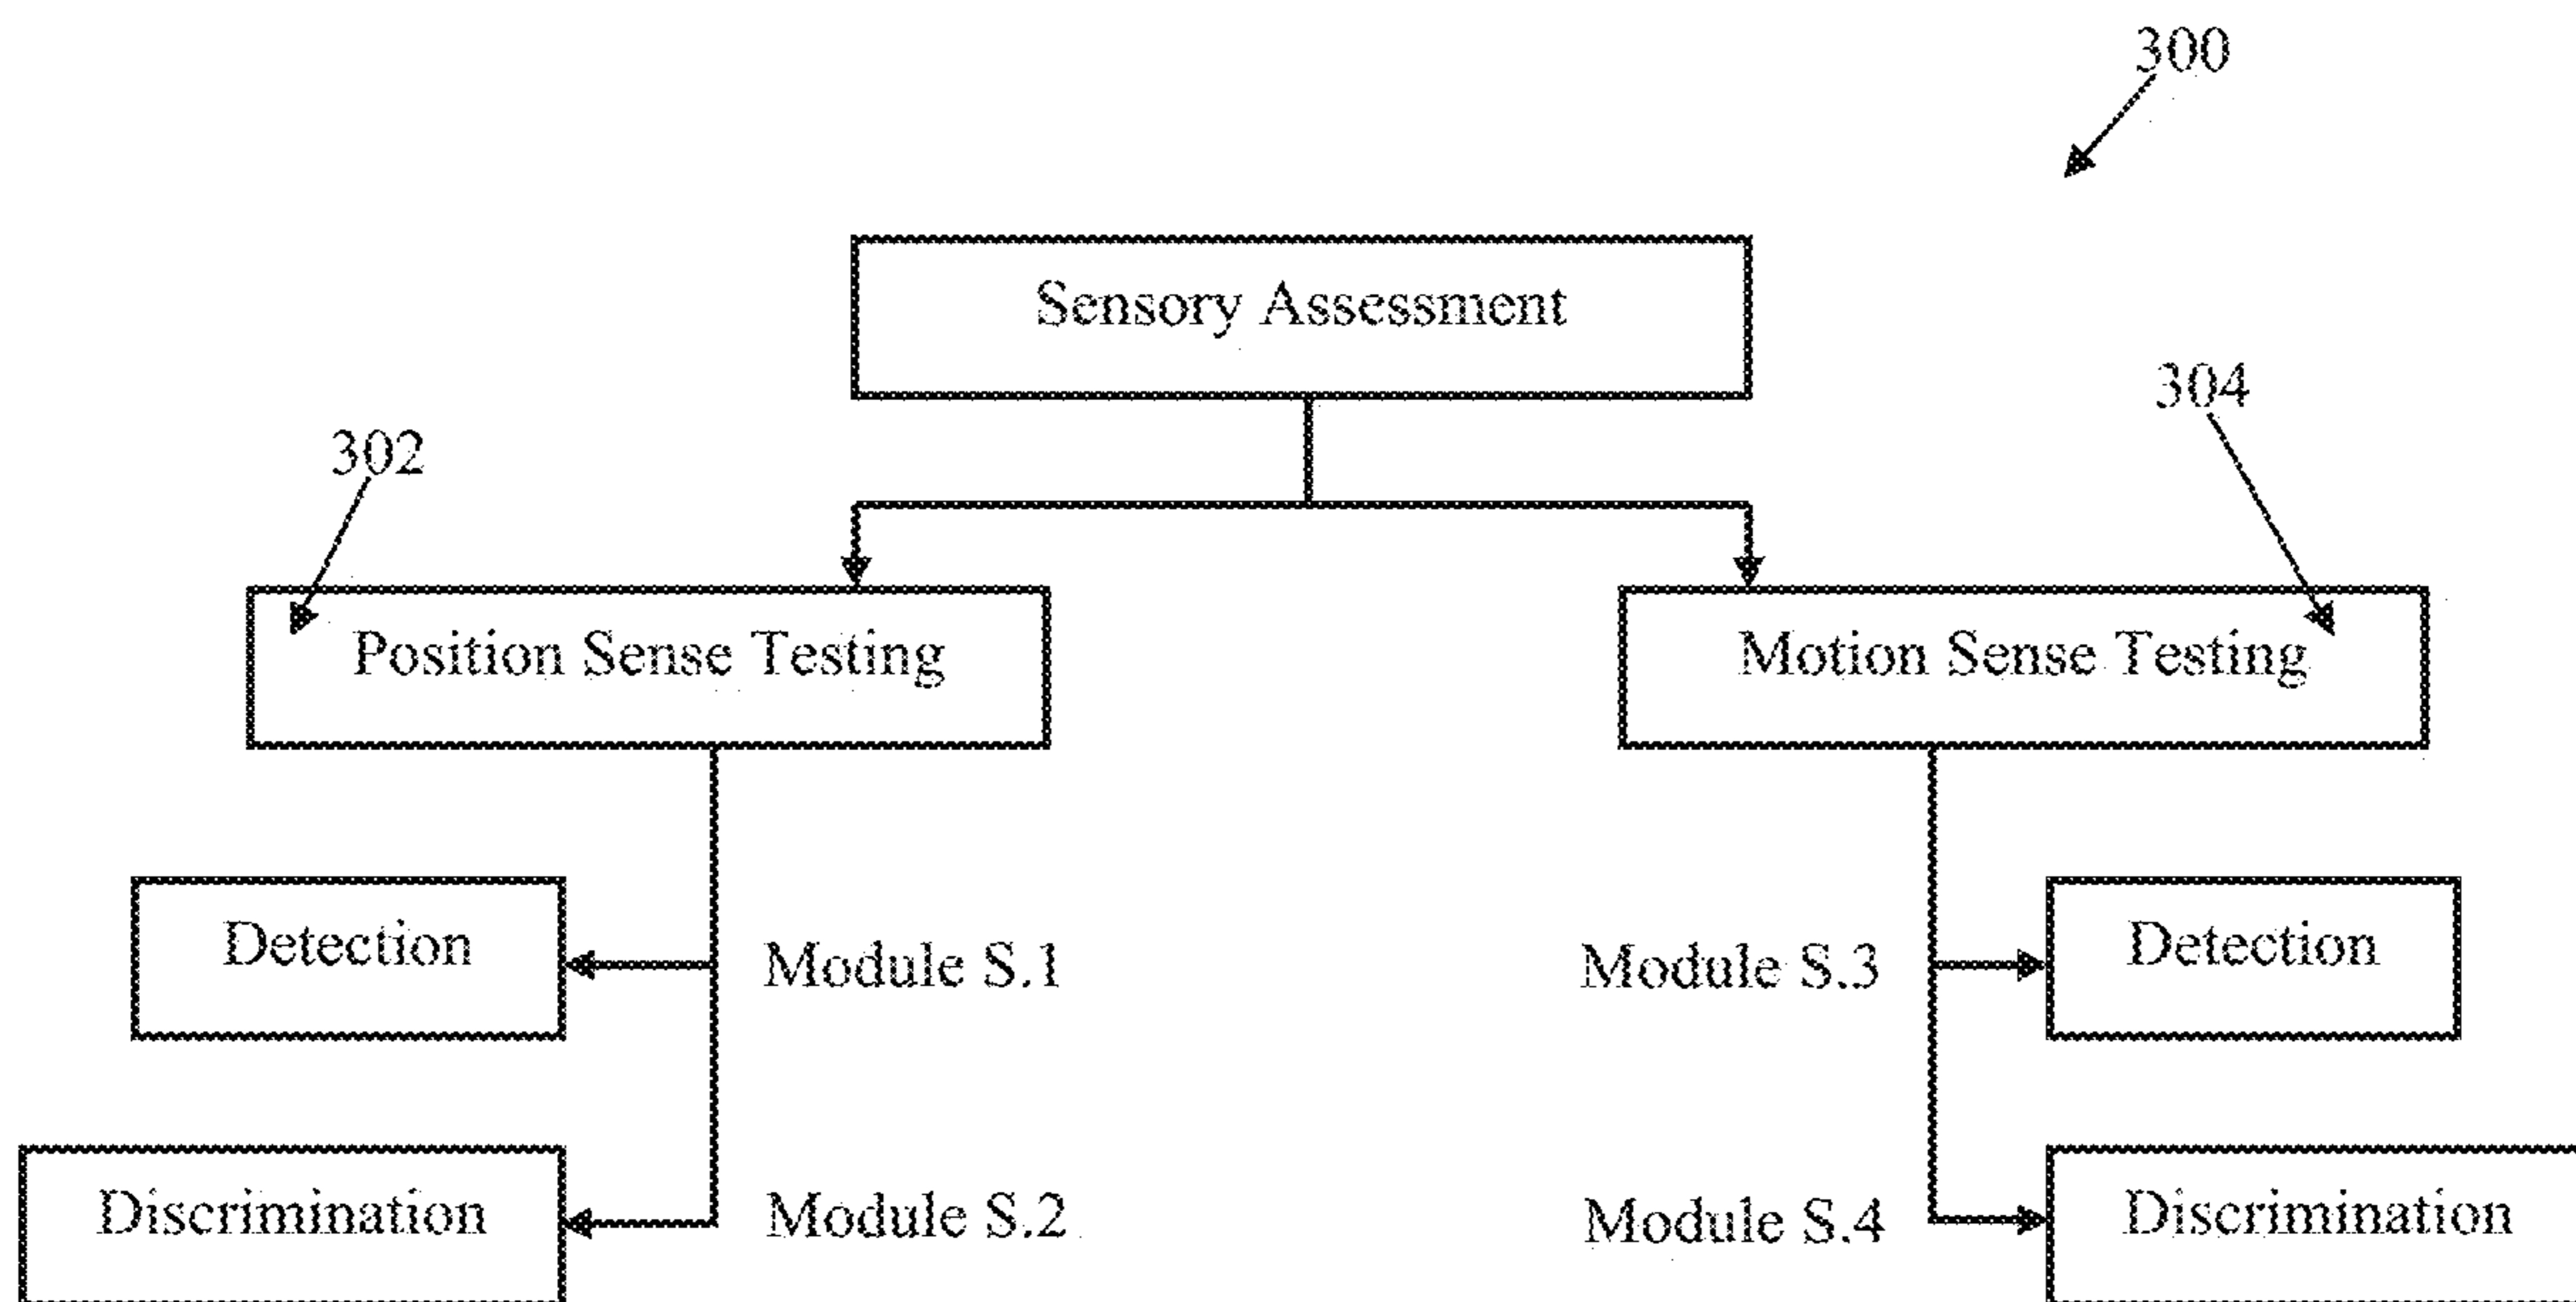 300
Sensory Assessment
304
302
Position Sense Testing
Motion Sense Testing
Detection
Module S.1
Module S.3
Detection
Discrimination
Module S.2
Module S.4
Discrimination